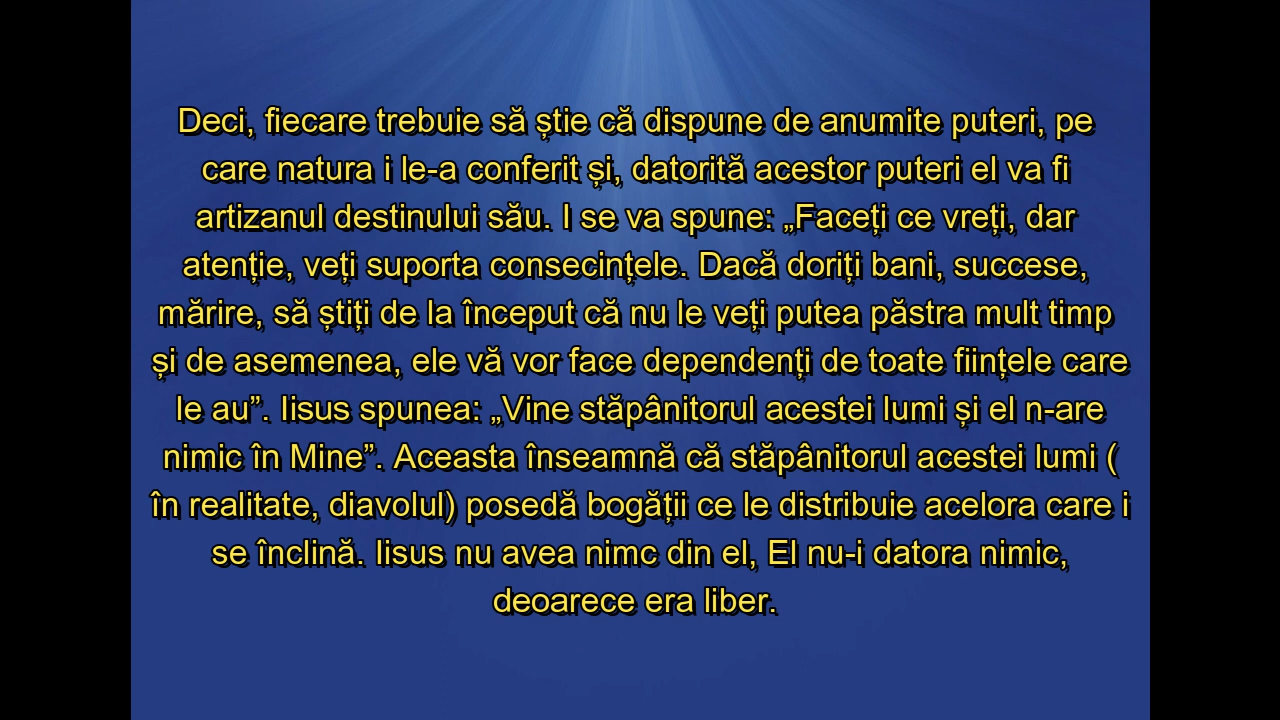 Deci, fiecare trebuie să știe că dispune de anumite puteri, pe
care natura i le-a conferit și, datorită acestor puteri el va fi
artizanul destinului său. I se va spune: „Faceți ce vreți, dar
atenție, veți suporta consecințele. Dacă doriți bani, succese,
mărire, să știți de la început că nu le veți putea păstra mult timp
și de asemenea, ele vă vor face dependenți de toate ființele care
le au”. Iisus spunea: „Vine stăpânitorul acestei lumi și el n-are
nimic în Mine”. Aceasta înseamnă că stăpânitorul acestei lumi (
în realitate, diavolul) posedă bogății ce le distribuie acelora care i
se înclină. Iisus nu avea nimc din el, El nu-i datora nimic,
deoarece era liber.